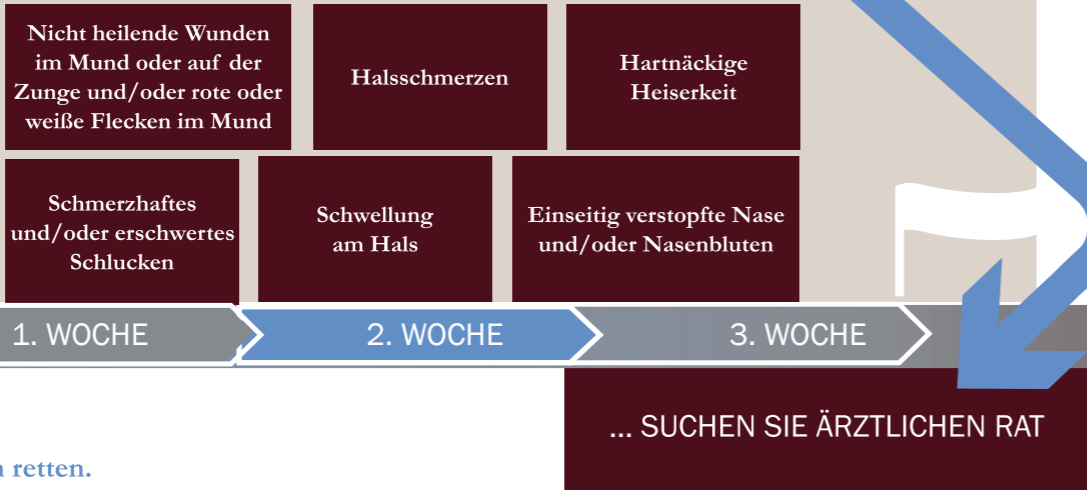 Nicht heilende Wunden
im Mund oder auf der
Zunge und/oder rote oder
weiße Flecken im Mund
Halsschmerzen
Hartnäckige
Heiserkeit
Schmerzhaftes
und/oder erschwertes
Schlucken
Schwellung
am Hals
Einseitig verstopfte Nase
und/oder Nasenbluten
1. WOCHE
2. WOCHE
3. WOCHE
... SUCHEN SIE ÄRZTLICHEN RAT
retten.